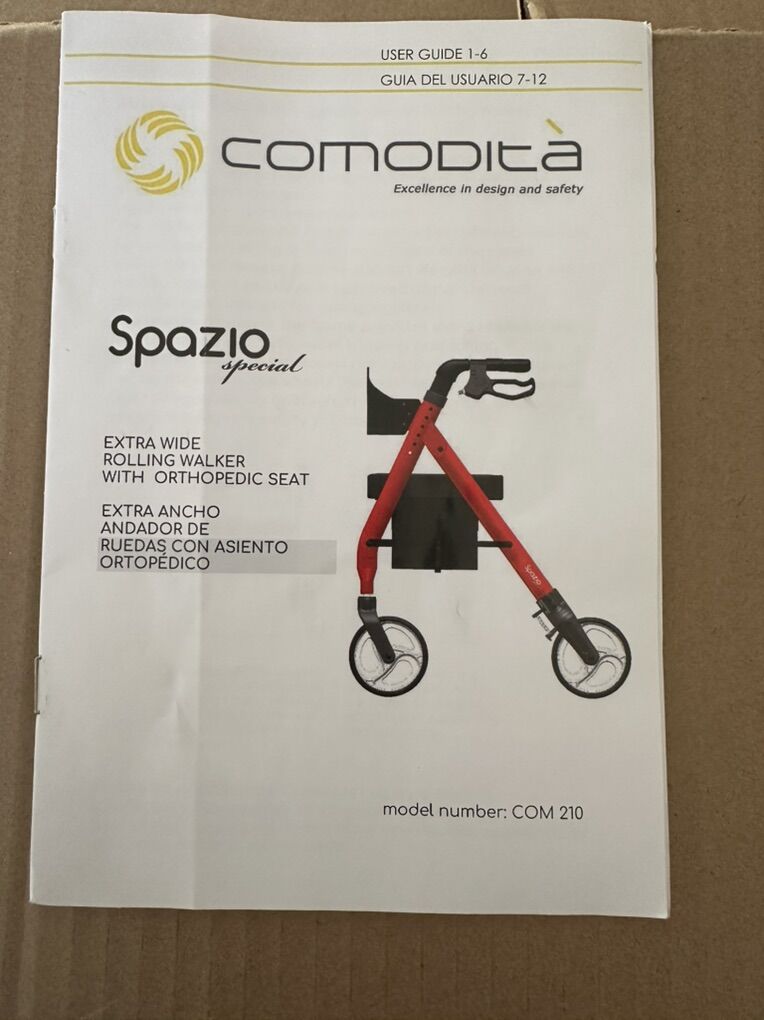 USER GUIDE 1-6
GUIA DEL USUARIO 7-12
comodità
Excellence in design and safety
Spazio
special
EXTRA WIDE
ROLLING WALKER
WITH ORTHOPEDIC SEAT
EXTRA ANCHO
ANDADOR DE
RUEDAS CON ASIENTO
ORTOPÉDICO
Spazio
model number: COM 210